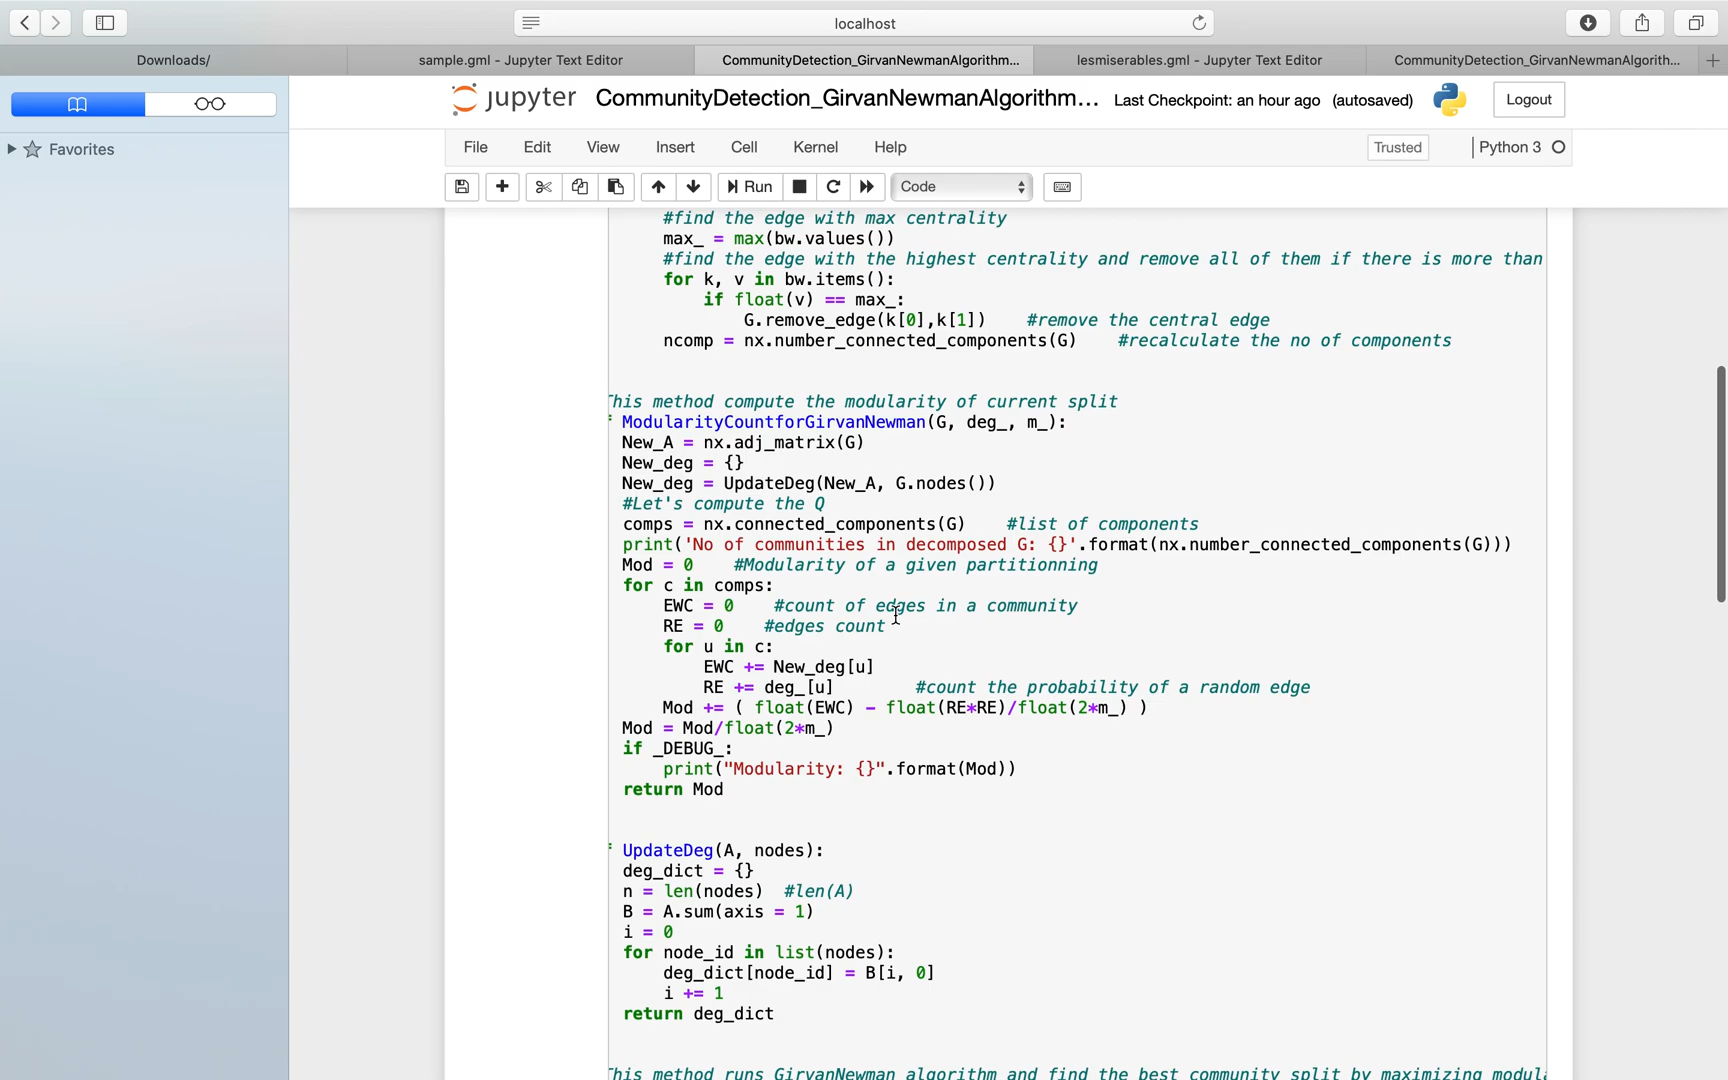 localhost
Downloads/
sample.gml - Jupyter Text Editor
CommunityDetection_GirvanNewmanAlgorithm...
lesmiserables.gml - Jupyter Text Editor
CommunityDetection_GirvanNewmanAlgorith...
jupyter CommunityDetection_GirvanNewmanAlgorithm... Last Checkpoint: an hour ago (autosaved) Logout
Favorites
File Edit View Insert Cell Kernel Help Trusted Python 3
Run Code
#find the edge with max centrality
max_ = max(bw.values())
#find the edge with the highest centrality and remove all of them if there is more than
for k, v in bw.items():
if float(v) == max_:
G.remove_edge(k[0],k[1]) #remove the central edge
ncomp = nx.number_connected_components(G) #recalculate the no of components
This method compute the modularity of current split
ModularityCountforGirvanNewman(G, deg_, m_):
New_A = nx.adj_matrix(G)
New_deg = {}
New_deg = UpdateDeg(New_A, G.nodes())
#Let's compute the Q
comps = nx.connected_components(G) #list of components
print('No of communities in decomposed G: {}'.format(nx.number_connected_components(G)))
Mod = 0 #Modularity of a given partitionning
for c in comps:
EWC = 0 #count of edges in a community
RE = 0 #edges count
for u in c:
EWC += New_deg[u]
RE += deg_[u] #count the probability of a random edge
Mod += ( float(EWC) - float(RE*RE)/float(2*m_) )
Mod = Mod/float(2*m_)
if _DEBUG_:
print("Modularity: {}".format(Mod))
return Mod
UpdateDeg(A, nodes):
deg_dict = {}
n = len(nodes) #len(A)
B = A.sum(axis = 1)
i = 0
for node_id in list(nodes):
deg_dict[node_id] = B[i, 0]
i += 1
return deg_dict
This method runs GirvanNewman algorithm and find the best community split by maximizing modul